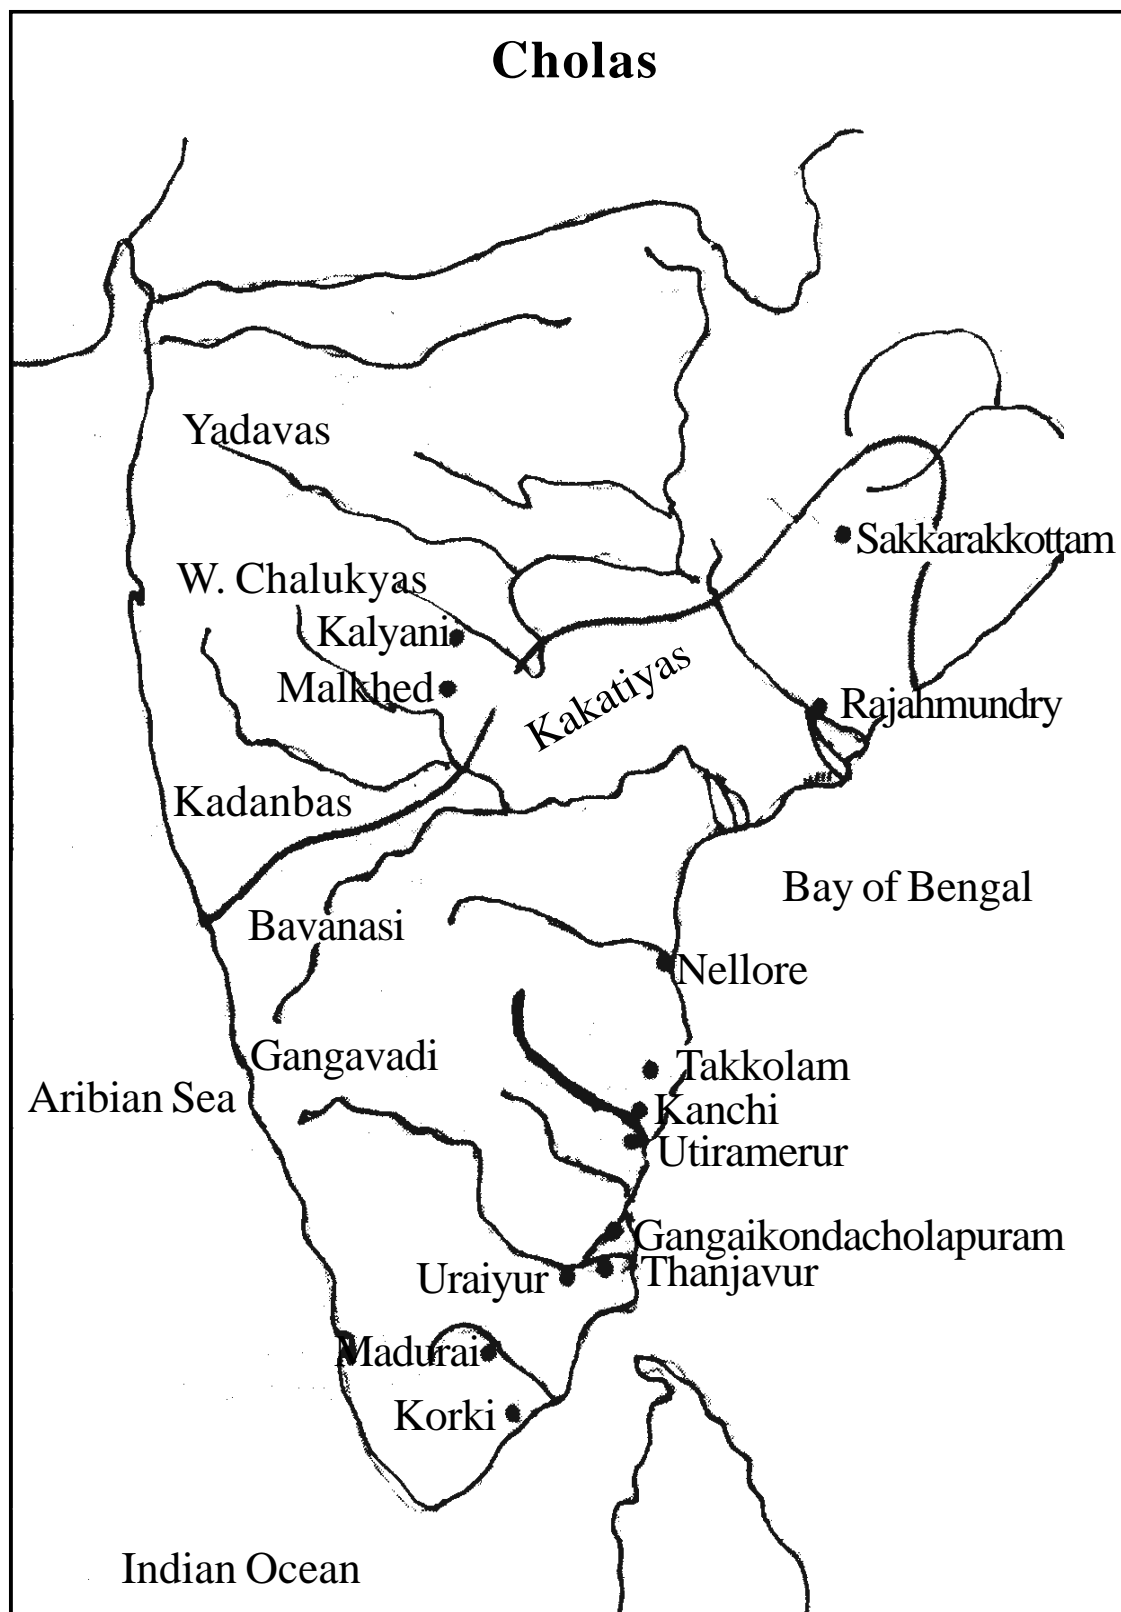 Cholas
Yadavas
Sakkarakkottam
W. Chalukyas
Kalyani
Malkhed
Kakatiyas
Rajahmundry
Kadanbas
Bay of Bengal
Bavanasi
Nellore
Gangavadi
Takkolam
Aribian Sea
Kanchi
Utiramerur
Gangaikondacholapuram
Uraiyur
Thanjavur
Madurai
Korki
Indian Ocean